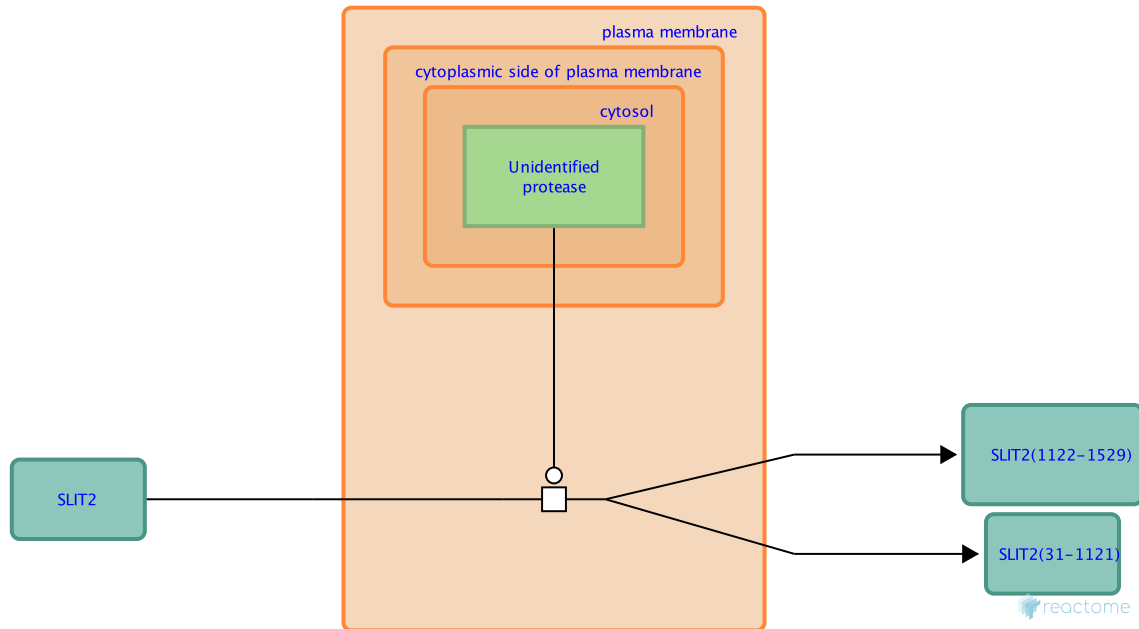 plasma membrane
cytoplasmic side of plasma membrane
cytosol
Unidentified
protease
SLIT2
SLIT2(1122-1529)
SLIT2(31-1121)
reactome